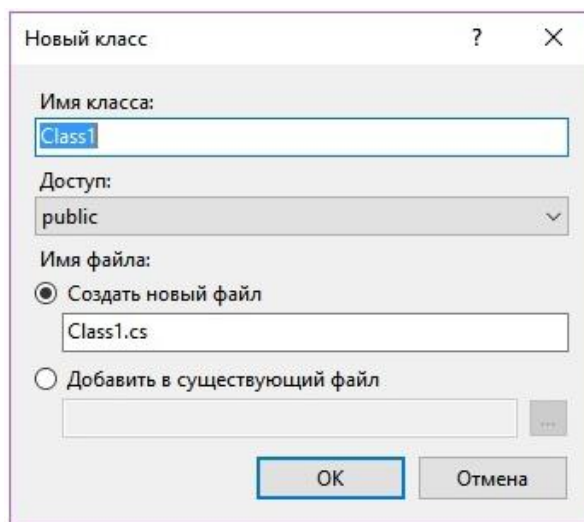 Новый класс ?
Имя класса:
Class1
Доступ:
public
Имя файла:
Создать новый файл
Class1.cs
Добавить в существующий файл
...
OK Отмена